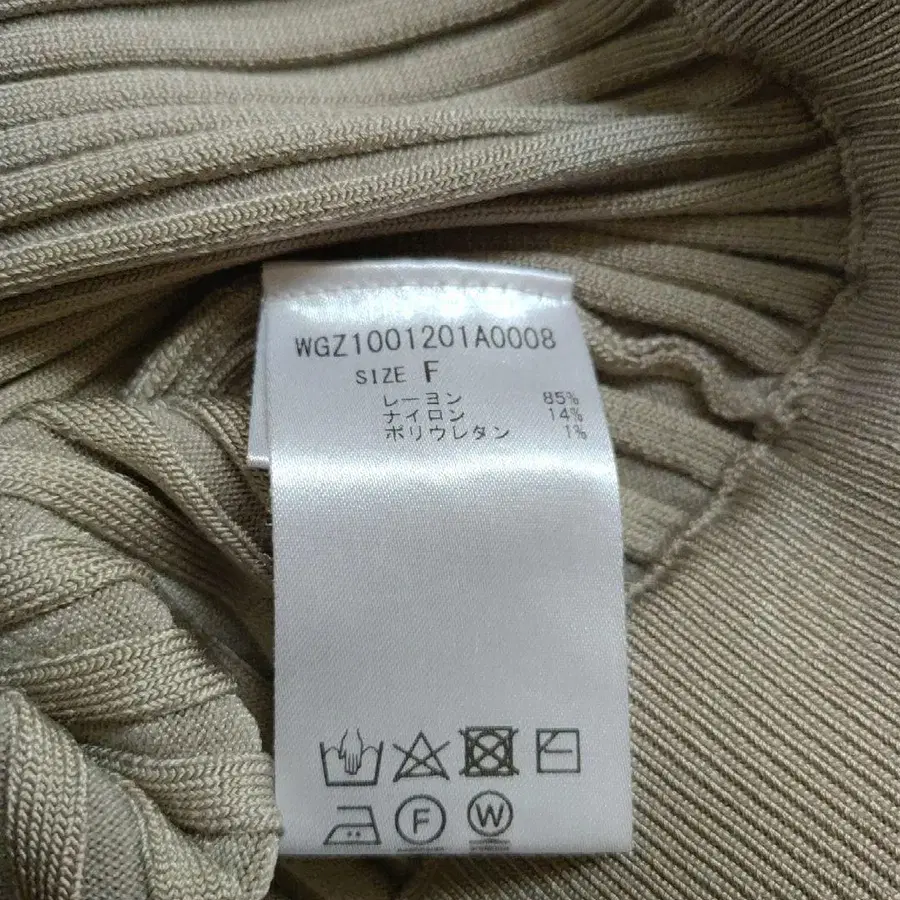 WGZ1001201A0008
SIZE F
レーヨン 85%
ナイロン 14%
ポリウレタン 1%
F
W